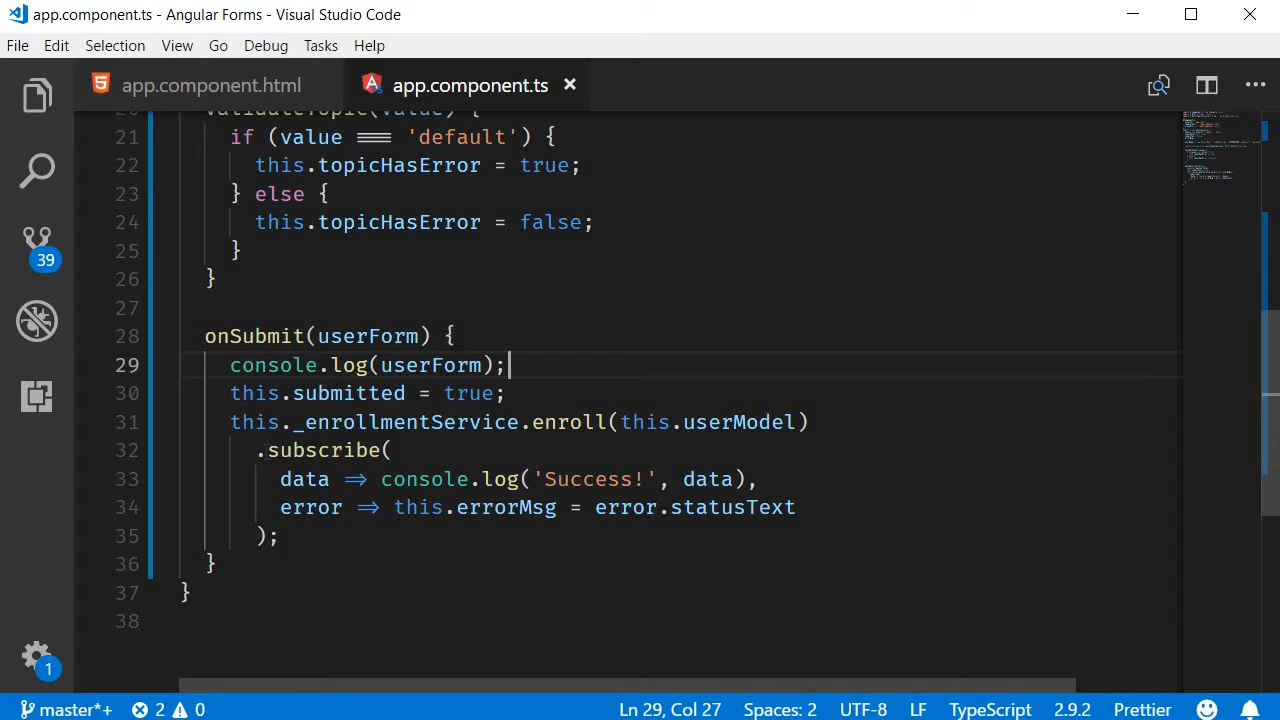 app.component.ts - Angular Forms - Visual Studio Code
File Edit Selection View Go Debug Tasks Help
app.component.html app.component.ts
20 validateTopic(value) {
21 if (value === 'default') {
22 this.topicHasError = true;
23 } else {
24 this.topicHasError = false;
25 }
26 }
27
28 onSubmit(userForm) {
29 console.log(userForm);
30 this.submitted = true;
31 this._enrollmentService.enroll(this.userModel)
32 .subscribe(
33 data => console.log('Success!', data),
34 error => this.errorMsg = error.statusText
35 );
36 }
37 }
38
39
1
master*+ 2 0 Ln 29, Col 27 Spaces: 2 UTF-8 LF TypeScript 2.9.2 Prettier